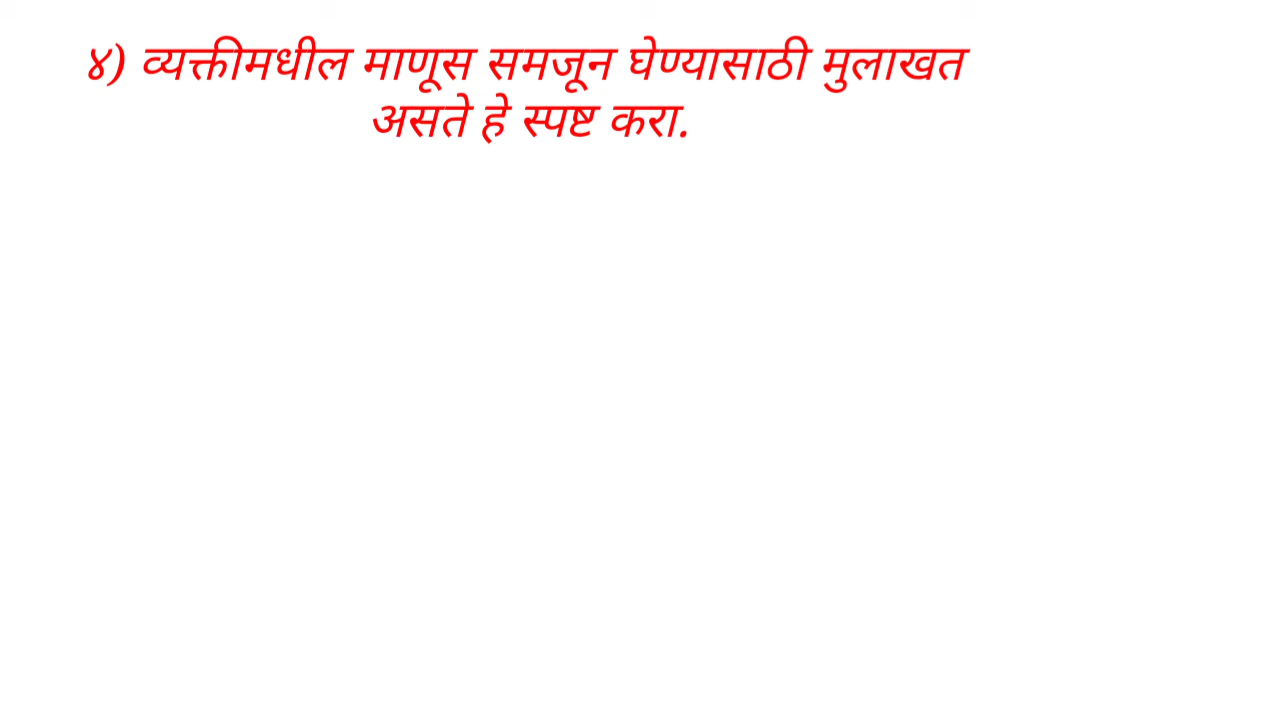 ४) व्यक्तीमधील माणूस समजून घेण्यासाठी मुलाखत
असते हे स्पष्ट करा.